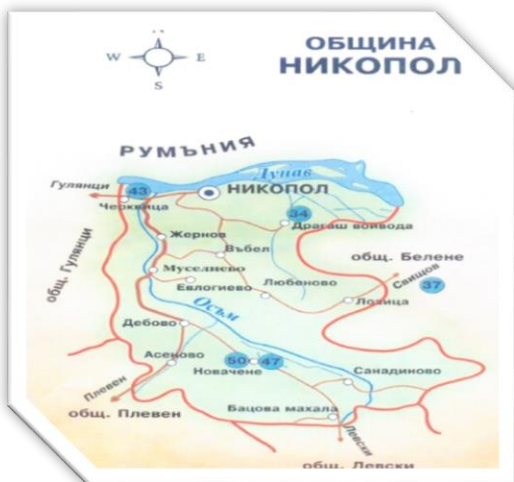 ОБЩИНА
НИКОПОЛ
W
E
S
РУМЪНИЯ
Гулянци
43
Дунав
НИКОПОЛ
Черквица
34
Драгаш войвода
Жернов
Въбел
общ. Гулянци
общ. Белене
Муселиево
Свищов
Евлогиево
Любеново
37
Лозица
Осъм
Дебово
Асеново
50
47
Новачене
Санадиново
Плевен
общ. Плевен
Бацова махала
Левски
общ. Левски